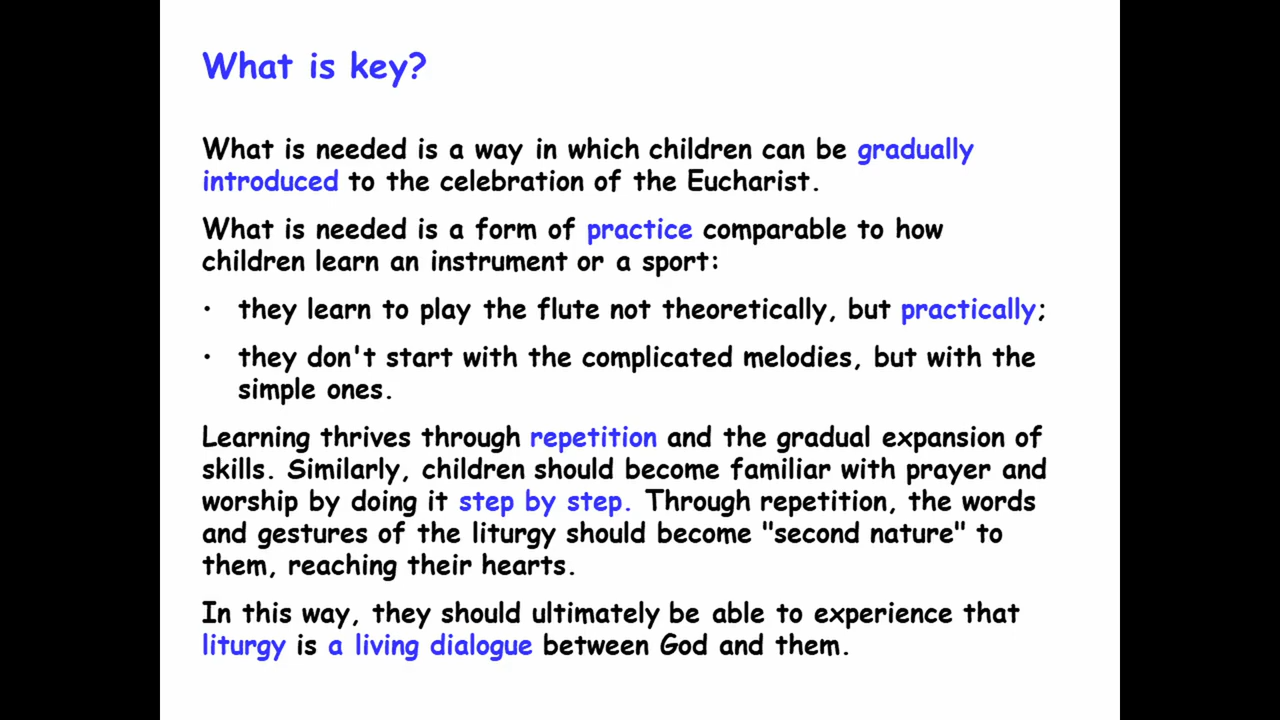 What is key?
What is needed is a way in which children can be gradually
introduced to the celebration of the Eucharist.
What is needed is a form of practice comparable to how
children learn an instrument or a sport:
• they learn to play the flute not theoretically, but practically;
• they don't start with the complicated melodies, but with the
simple ones.
Learning thrives through repetition and the gradual expansion of
skills. Similarly, children should become familiar with prayer and
worship by doing it step by step. Through repetition, the words
and gestures of the liturgy should become "second nature" to
them, reaching their hearts.
In this way, they should ultimately be able to experience that
liturgy is a living dialogue between God and them.